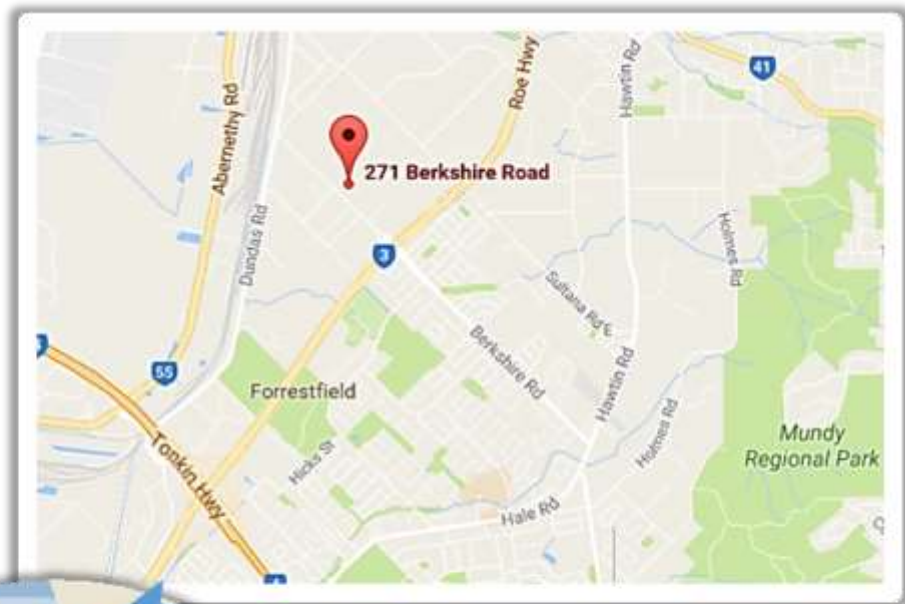 41
Roe Hwy
Hawtin Rd
Abernethy Rd
271 Berkshire Road
Dundas Rd
Holmes Rd
3
Sultana Rd
Berkshire Rd
55
Hawtin Rd
Forrestfield
Holmes Rd
Mundy
Regional Park
Tonkin Hwy
Hicks St
Hale Rd